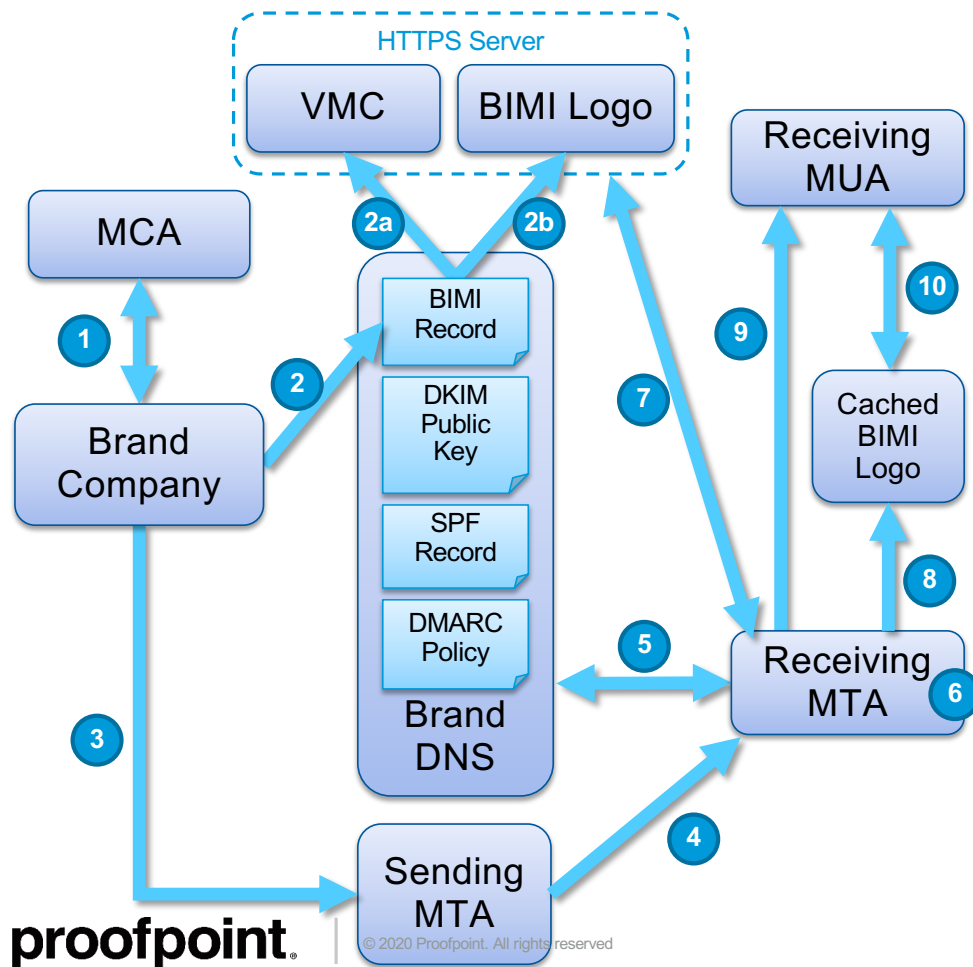 HTTPS Server
VMC
BIMI Logo
Receiving
MUA
MCA
2a
2b
BIMI
Record
10
1
9
2
7
DKIM
Public
Key
Cached
BIMI
Logo
Brand
Company
SPF
Record
8
DMARC
Policy
5
Receiving
MTA
6
Brand
DNS
3
4
Sending
MTA
proofpoint.
© 2020 Proofpoint. All rights reserved